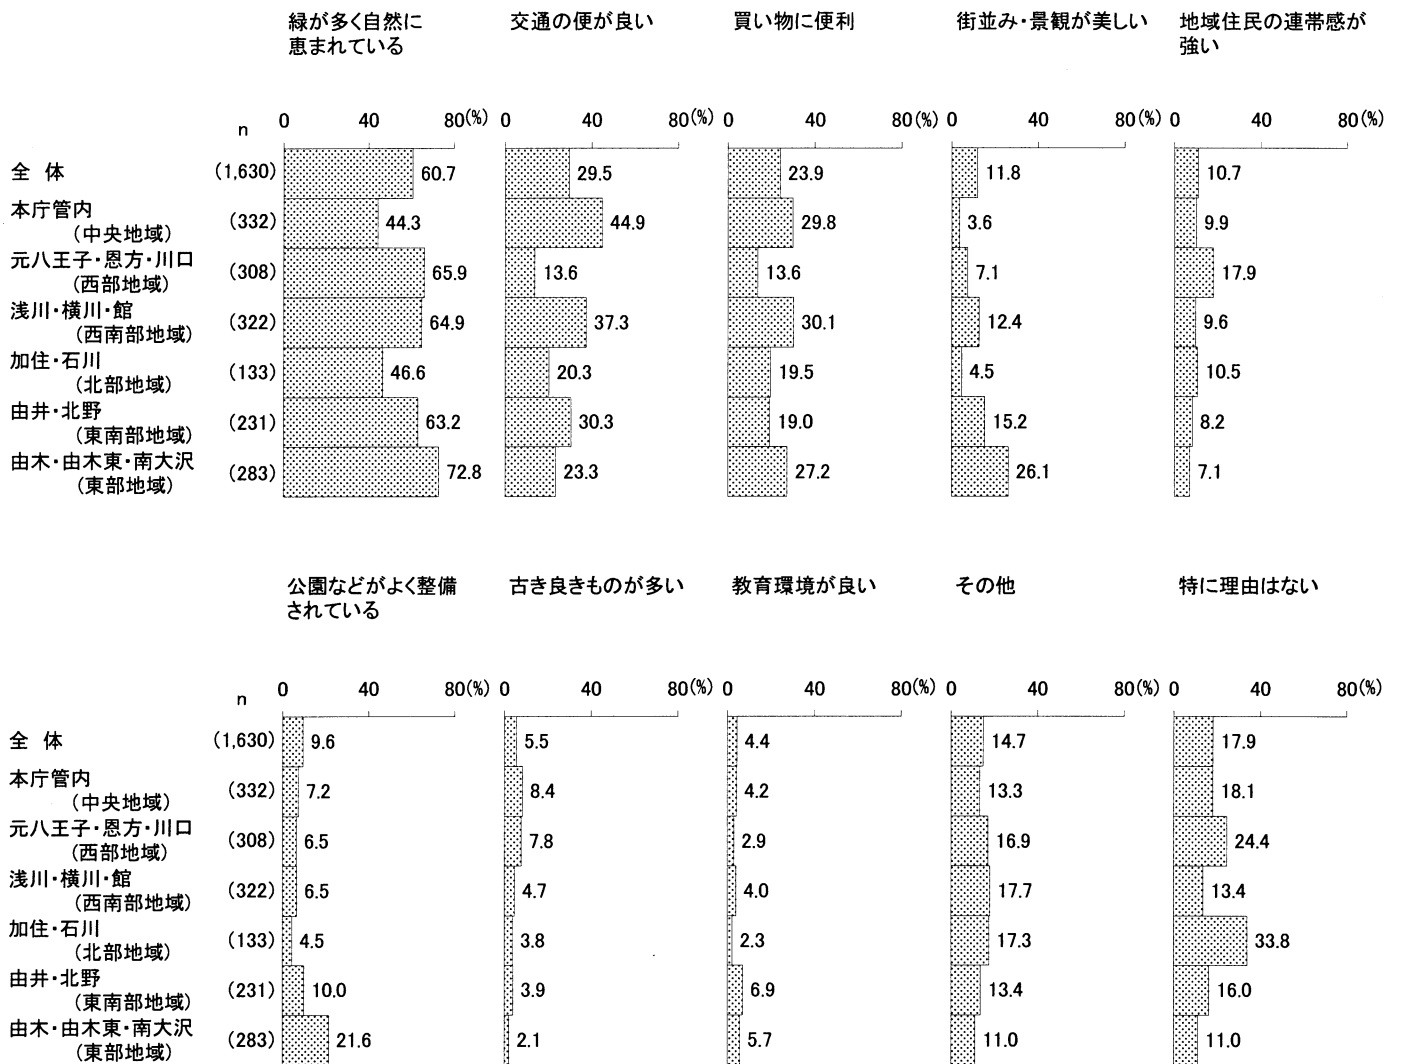 緑が多く自然に
恵まれている
交通の便が良い
買い物に便利
街並み・景観が美しい
地域住民の連帯感が
強い
n 0 40 80(%) 0 40 80(%) 0 40 80(%) 0 40 80(%) 0 40 80(%)
全 体 (1,630) 60.7 29.5 23.9 11.8 10.7
本庁管内
(中央地域) (332) 44.3 44.9 29.8 3.6 9.9
元八王子・恩方・川口
(西部地域) (308) 65.9 13.6 13.6 7.1 17.9
浅川・横川・館
(西南部地域) (322) 64.9 37.3 30.1 12.4 9.6
加住・石川
(北部地域) (133) 46.6 20.3 19.5 4.5 10.5
由井・北野
(東南部地域) (231) 63.2 30.3 19.0 15.2 8.2
由木・由木東・南大沢
(東部地域) (283) 72.8 23.3 27.2 26.1 7.1
公園などがよく整備
されている
古き良きものが多い
教育環境が良い
その他
特に理由はない
n 0 40 80(%) 0 40 80(%) 0 40 80(%) 0 40 80(%) 0 40 80(%)
全 体 (1,630) 9.6 5.5 4.4 14.7 17.9
本庁管内
(中央地域) (332) 7.2 8.4 4.2 13.3 18.1
元八王子・恩方・川口
(西部地域) (308) 6.5 7.8 2.9 16.9 24.4
浅川・横川・館
(西南部地域) (322) 6.5 4.7 4.0 17.7 13.4
加住・石川
(北部地域) (133) 4.5 3.8 2.3 17.3 33.8
由井・北野
(東南部地域) (231) 10.0 3.9 6.9 13.4 16.0
由木・由木東・南大沢
(東部地域) (283) 21.6 2.1 5.7 11.0 11.0